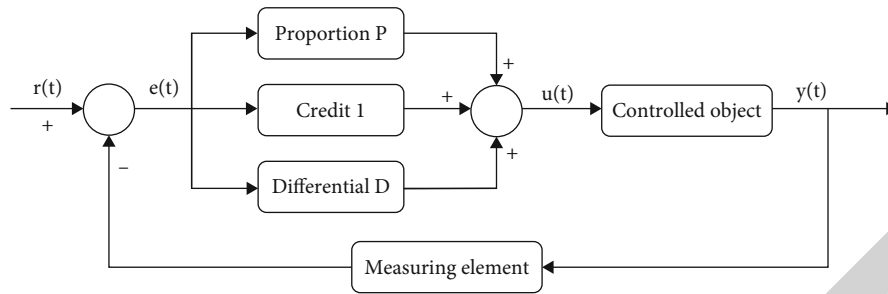 Proportion P
r(t)
e(t)
+
+
Credit 1
+
u(t)
Controlled object
y(t)
+
−
Differential D
+
Measuring element